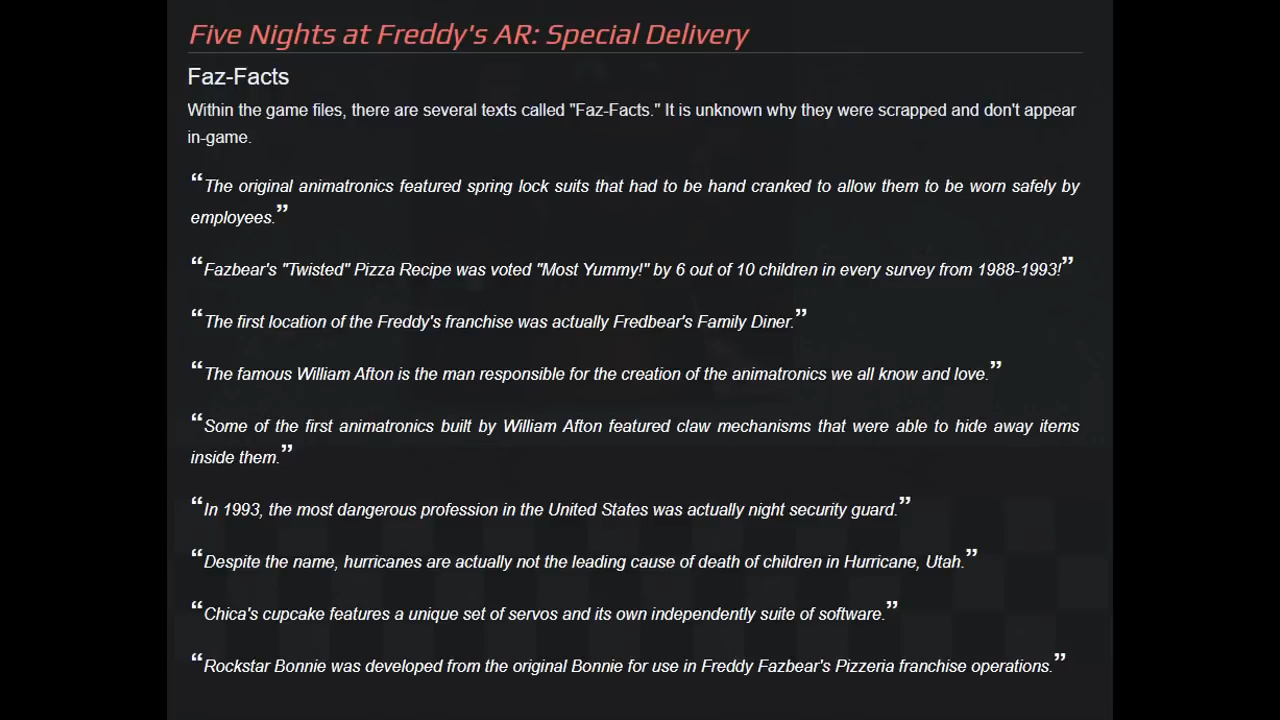 Five Nights at Freddy's AR: Special Delivery
Faz-Facts
Within the game files, there are several texts called "Faz-Facts." It is unknown why they were scrapped and don't appear
in-game.
“The original animatronics featured spring lock suits that had to be hand cranked to allow them to be worn safely by
employees.”
“Fazbear's "Twisted" Pizza Recipe was voted "Most Yummy!" by 6 out of 10 children in every survey from 1988-1993!”
“The first location of the Freddy's franchise was actually Fredbear's Family Diner.”
“The famous William Afton is the man responsible for the creation of the animatronics we all know and love.”
“Some of the first animatronics built by William Afton featured claw mechanisms that were able to hide away items
inside them.”
“In 1993, the most dangerous profession in the United States was actually night security guard.”
“Despite the name, hurricanes are actually not the leading cause of death of children in Hurricane, Utah.”
“Chica's cupcake features a unique set of servos and its own independently suite of software.”
“Rockstar Bonnie was developed from the original Bonnie for use in Freddy Fazbear's Pizzeria franchise operations.”